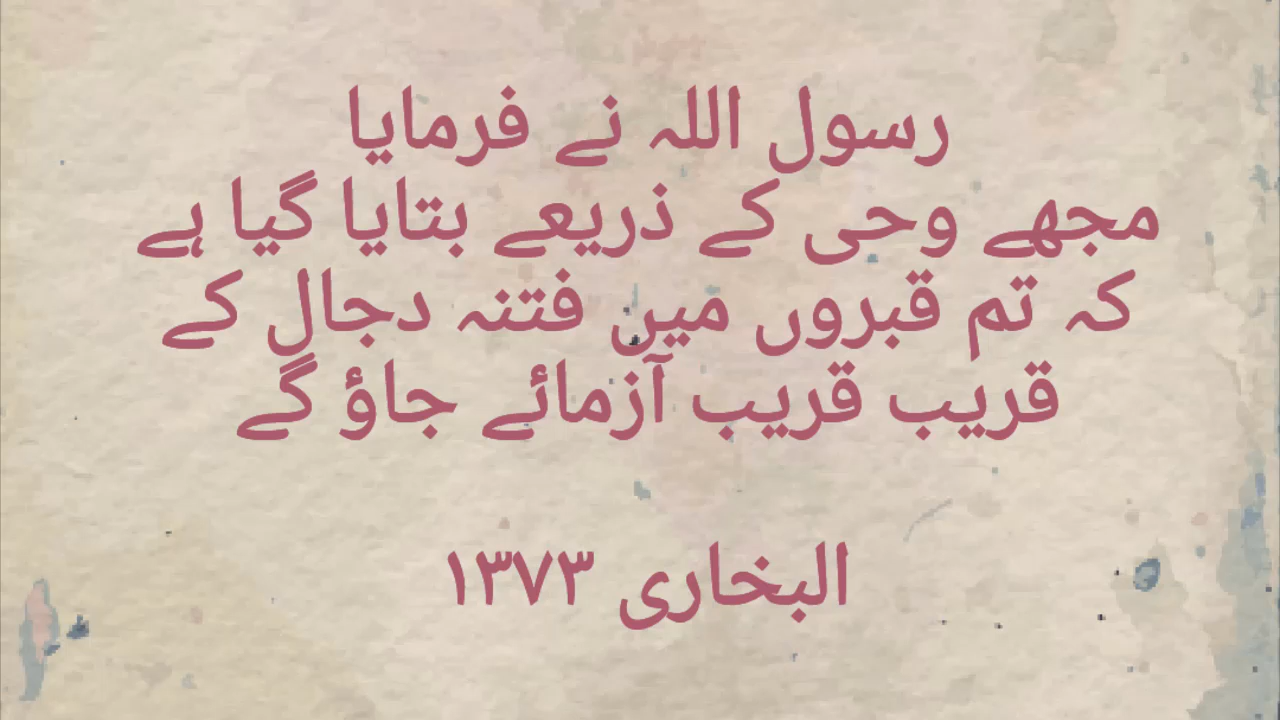 رسول اللہ نے فرمایا
مجھے وحی کے ذریعے بتایا گیا ہے
کہ تم قبروں میں فتنہ دجال کے
قریب قریب آزمائے جاؤ گے
البخاری ۱۳۷۳